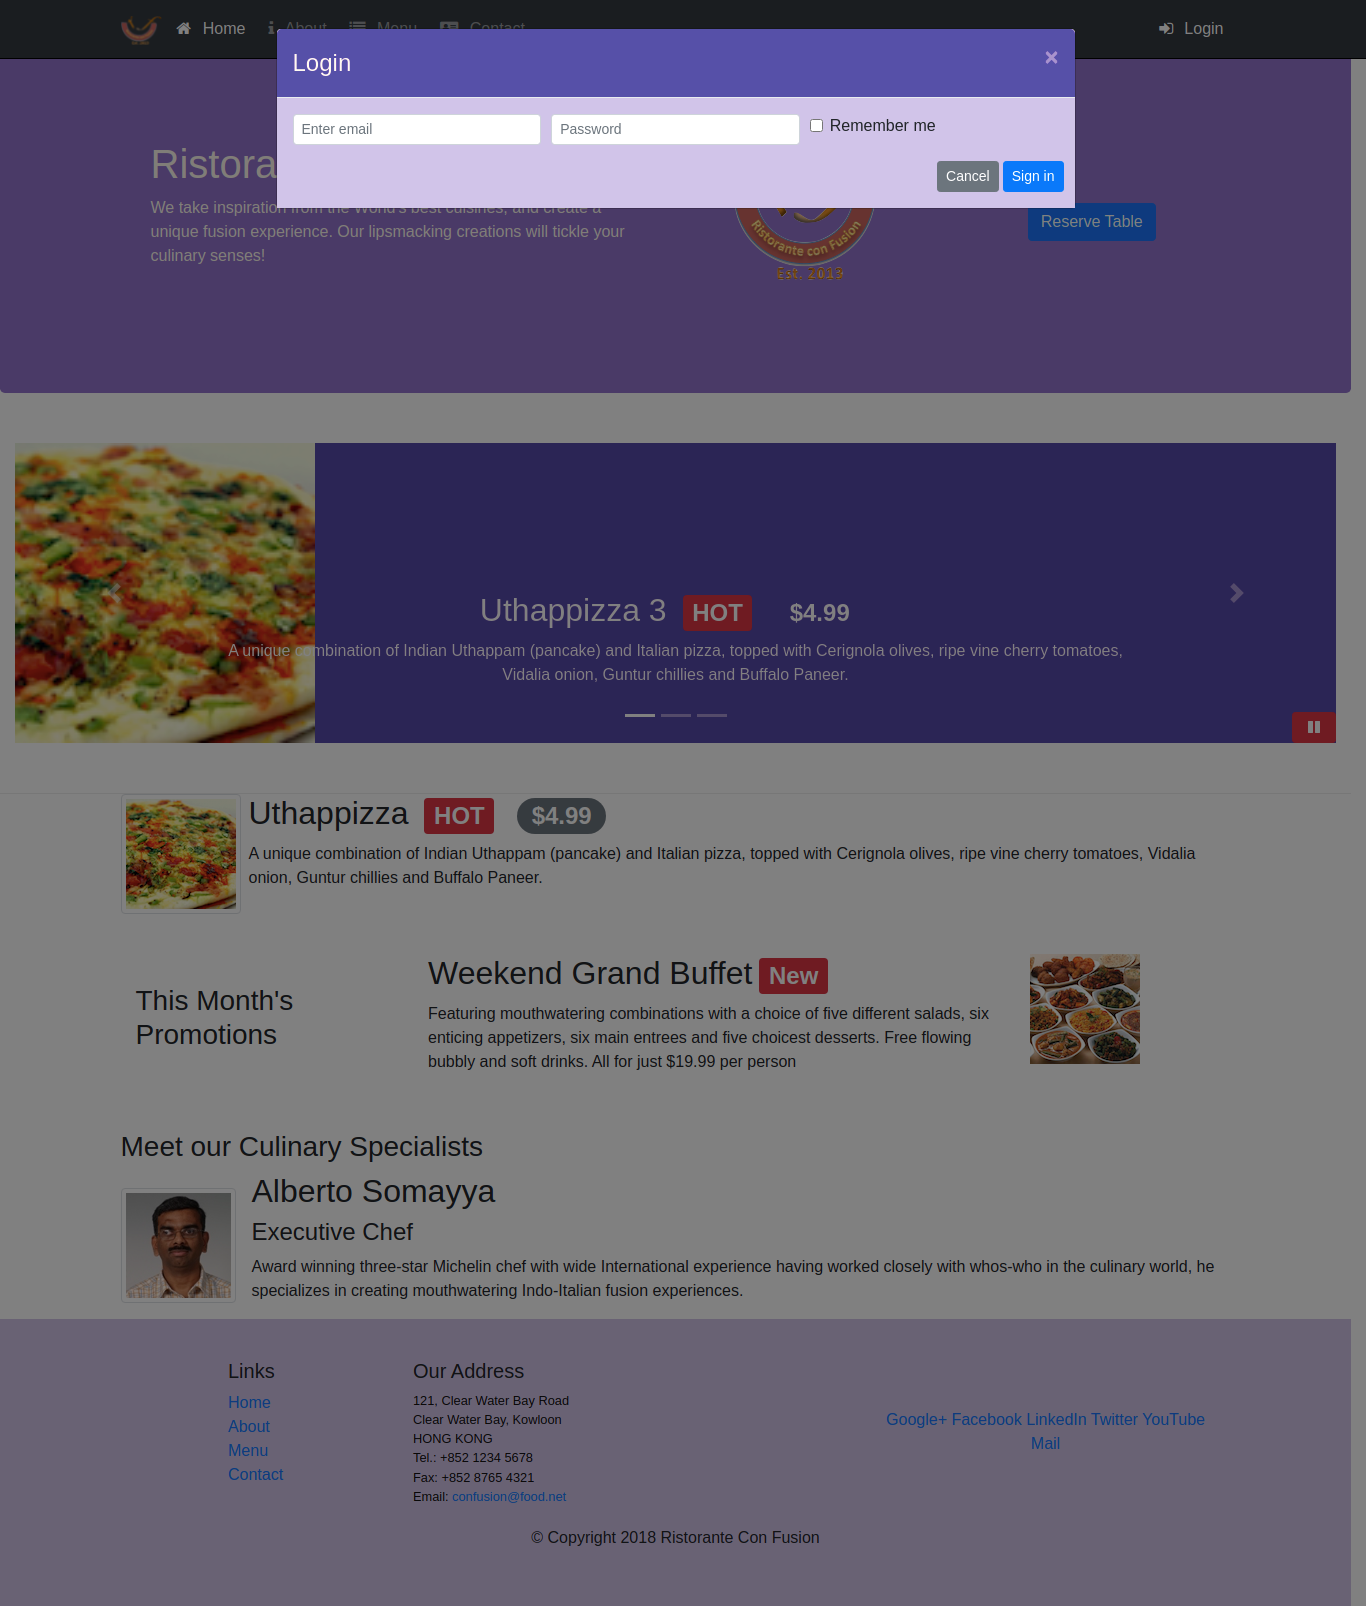 Home About Menu Contact Login
Login ×
Enter email Password Remember me
Cancel Sign in
Ristora
We take inspiration from the World's best cuisines, and create a
unique fusion experience. Our lipsmacking creations will tickle your
culinary senses!
Ristorante con Fusion
Est. 2013
Reserve Table
Uthappizza 3 HOT $4.99
A unique combination of Indian Uthappam (pancake) and Italian pizza, topped with Cerignola olives, ripe vine cherry tomatoes,
Vidalia onion, Guntur chillies and Buffalo Paneer.
Uthappizza HOT $4.99
A unique combination of Indian Uthappam (pancake) and Italian pizza, topped with Cerignola olives, ripe vine cherry tomatoes, Vidalia
onion, Guntur chillies and Buffalo Paneer.
This Month's
Promotions
Weekend Grand Buffet New
Featuring mouthwatering combinations with a choice of five different salads, six
enticing appetizers, six main entrees and five choicest desserts. Free flowing
bubbly and soft drinks. All for just $19.99 per person
Meet our Culinary Specialists
Alberto Somayya
Executive Chef
Award winning three-star Michelin chef with wide International experience having worked closely with whos-who in the culinary world, he
specializes in creating mouthwatering Indo-Italian fusion experiences.
Links
Home
About
Menu
Contact
Our Address
121, Clear Water Bay Road
Clear Water Bay, Kowloon
HONG KONG
Tel.: +852 1234 5678
Fax: +852 8765 4321
Email: confusion@food.net
Google+ Facebook LinkedIn Twitter YouTube
Mail
© Copyright 2018 Ristorante Con Fusion